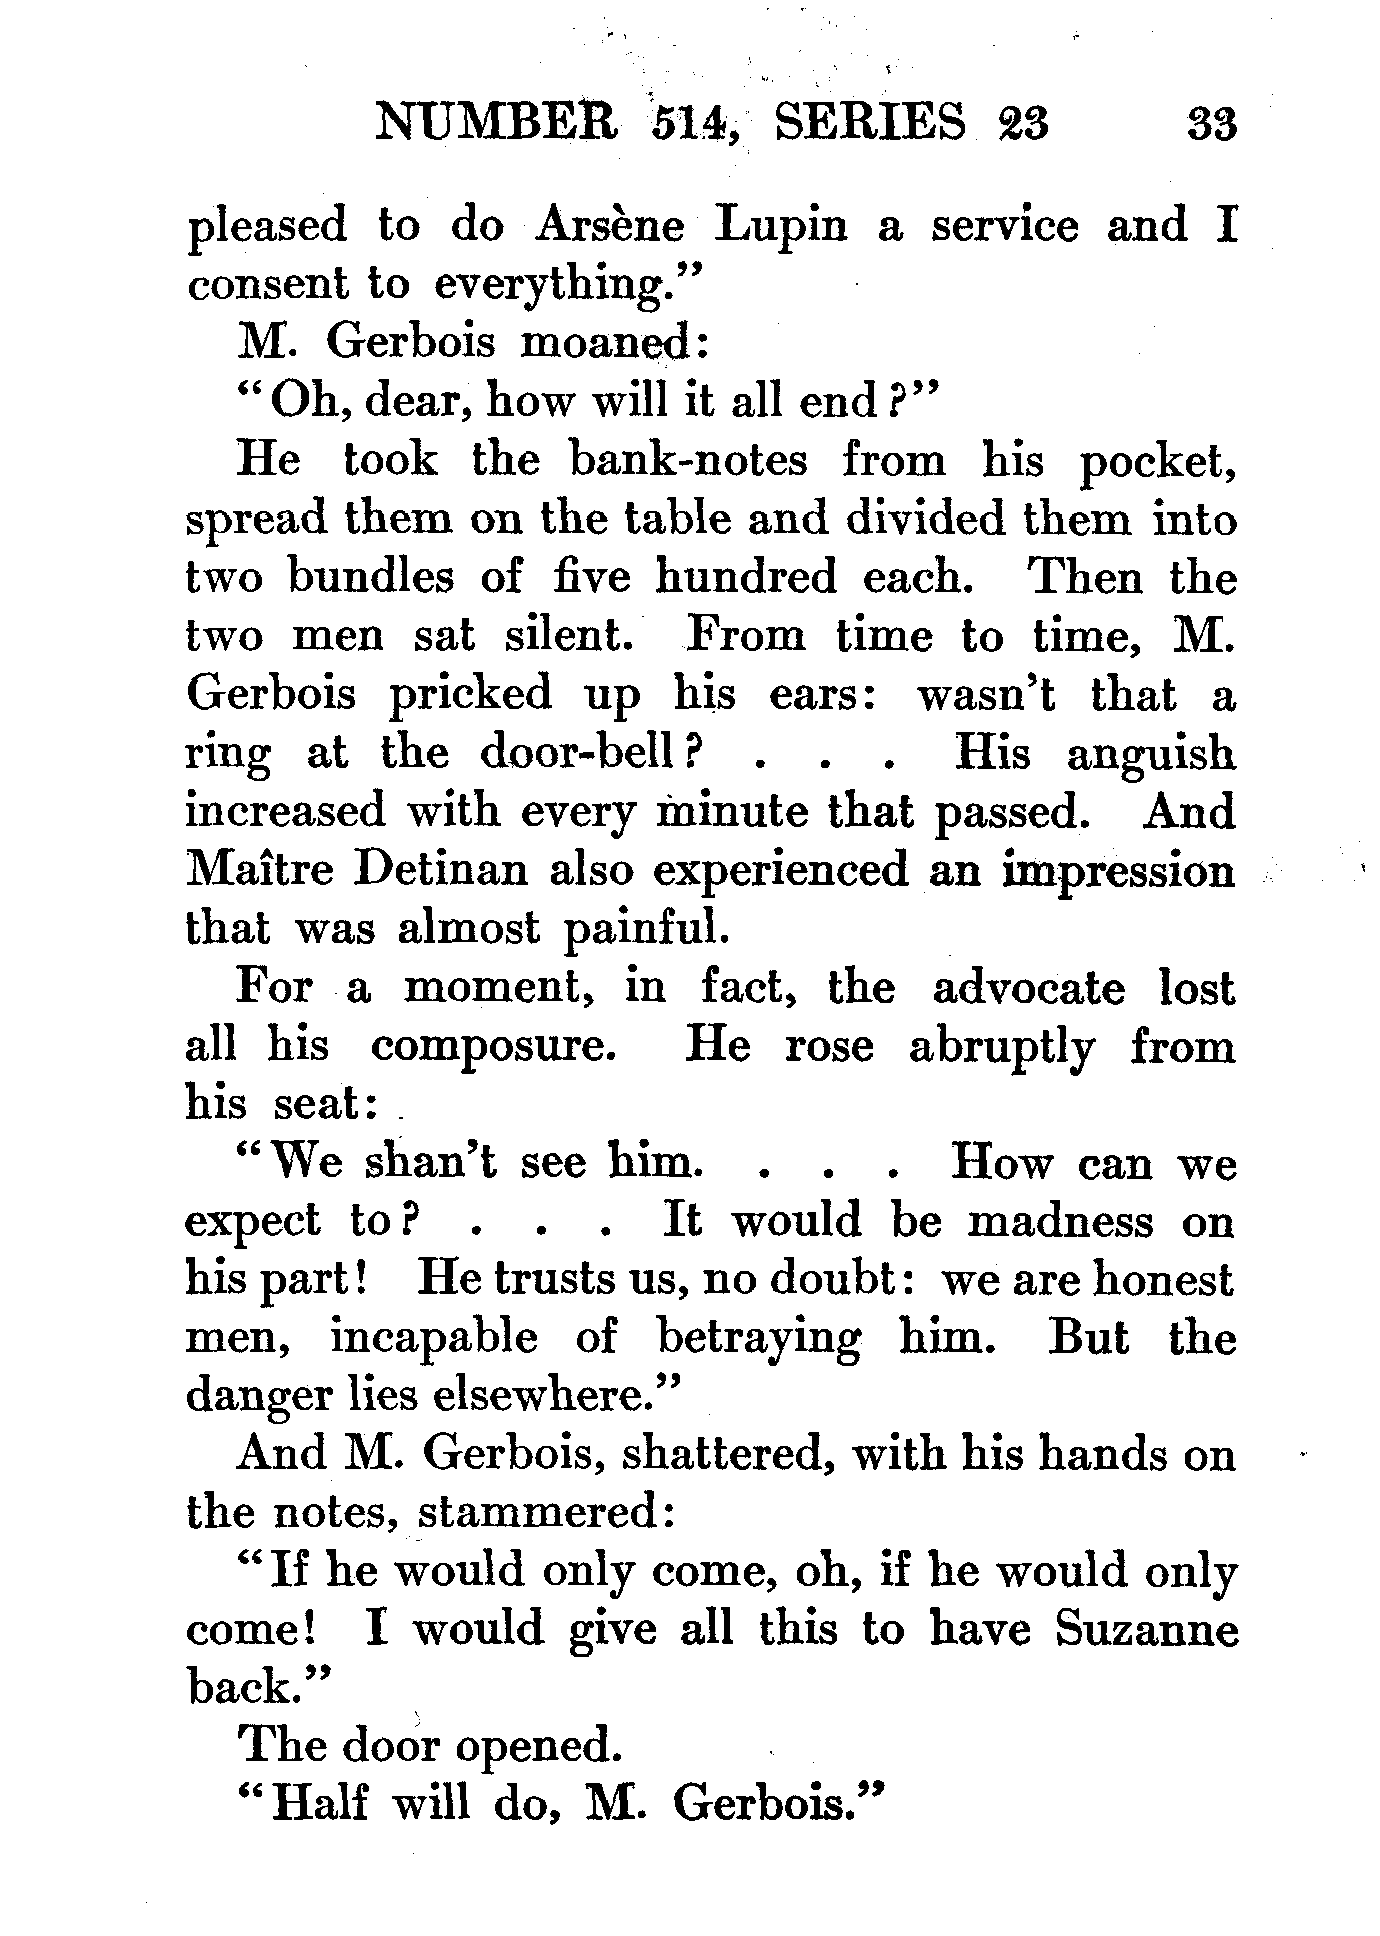 NUMBER 514, SERIES 23 33
pleased to do Arsène Lupin a service and I
consent to everything.”
M. Gerbois moaned:
“Oh, dear, how will it all end?”
He took the bank-notes from his pocket,
spread them on the table and divided them into
two bundles of five hundred each. Then the
two men sat silent. From time to time, M.
Gerbois pricked up his ears: wasn’t that a
ring at the door-bell? . . . His anguish
increased with every minute that passed. And
Maître Detinan also experienced an impression
that was almost painful.
For a moment, in fact, the advocate lost
all his composure. He rose abruptly from
his seat:
“We shan’t see him. . . . How can we
expect to? . . . It would be madness on
his part! He trusts us, no doubt: we are honest
men, incapable of betraying him. But the
danger lies elsewhere.”
And M. Gerbois, shattered, with his hands on
the notes, stammered:
“If he would only come, oh, if he would only
come! I would give all this to have Suzanne
back.”
The door opened.
“Half will do, M. Gerbois.”